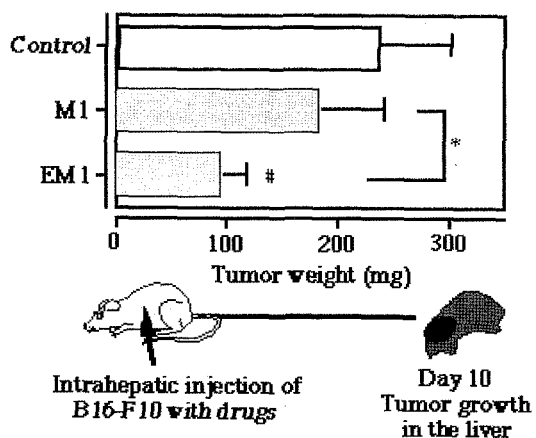 Control
M1
EM1
*
#
0 100 200 300
Tumor weight (mg)
Intrahepatic injection of
B16-F10 with drugs
Day 10
Tumor growth
in the liver